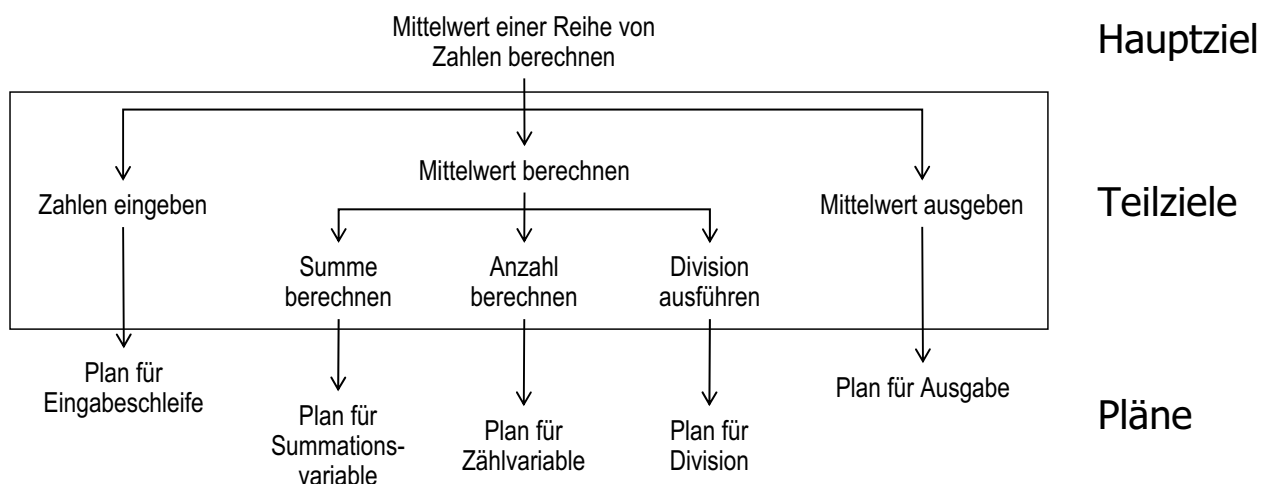 Mittelwert einer Reihe von
Zahlen berechnen
Hauptziel
Mittelwert berechnen
Zahlen eingeben
Mittelwert ausgeben
Teilziele
Summe
berechnen
Anzahl
berechnen
Division
ausführen
Plan für
Eingabeschleife
Plan für
Summations-
variable
Plan für
Zählvariable
Plan für
Division
Plan für Ausgabe
Pläne